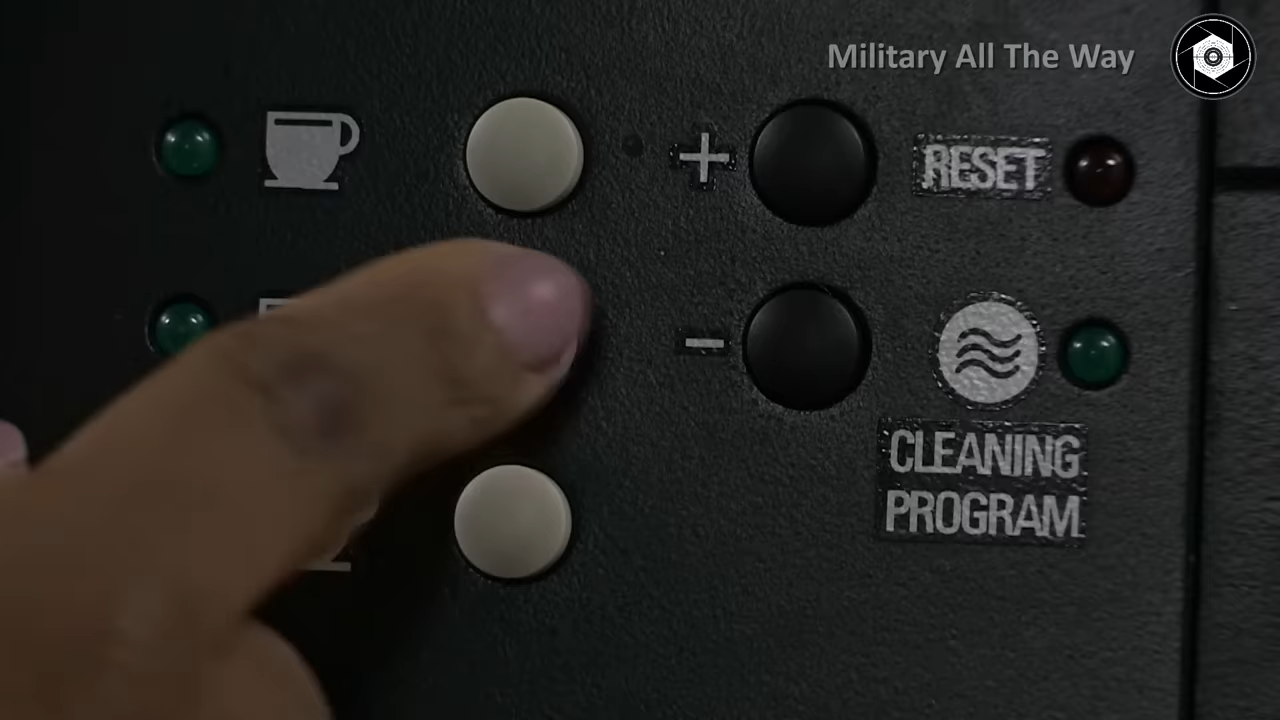 Military All The Way
+
RESET
-
CLEANING
PROGRAM